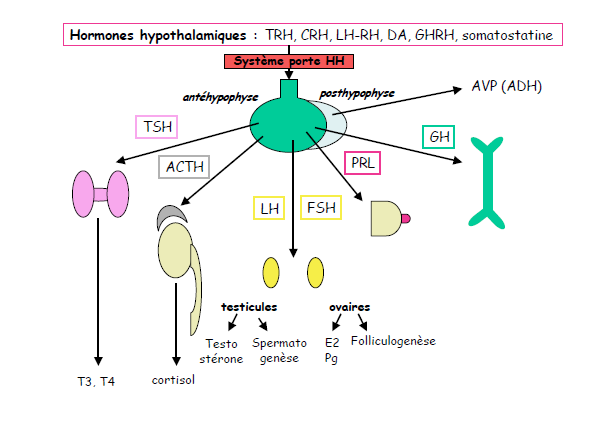 Hormones hypothalamiques : TRH, CRH, LH-RH, DA, GHRH, somatostatine
Système porte HH
antéhypophyse
posthypophyse
AVP (ADH)
TSH
GH
ACTH
PRL
LH
FSH
testicules
ovaires
Testo
stérone
Spermato
genèse
E2
Pg
Folliculogenèse
T3, T4
cortisol